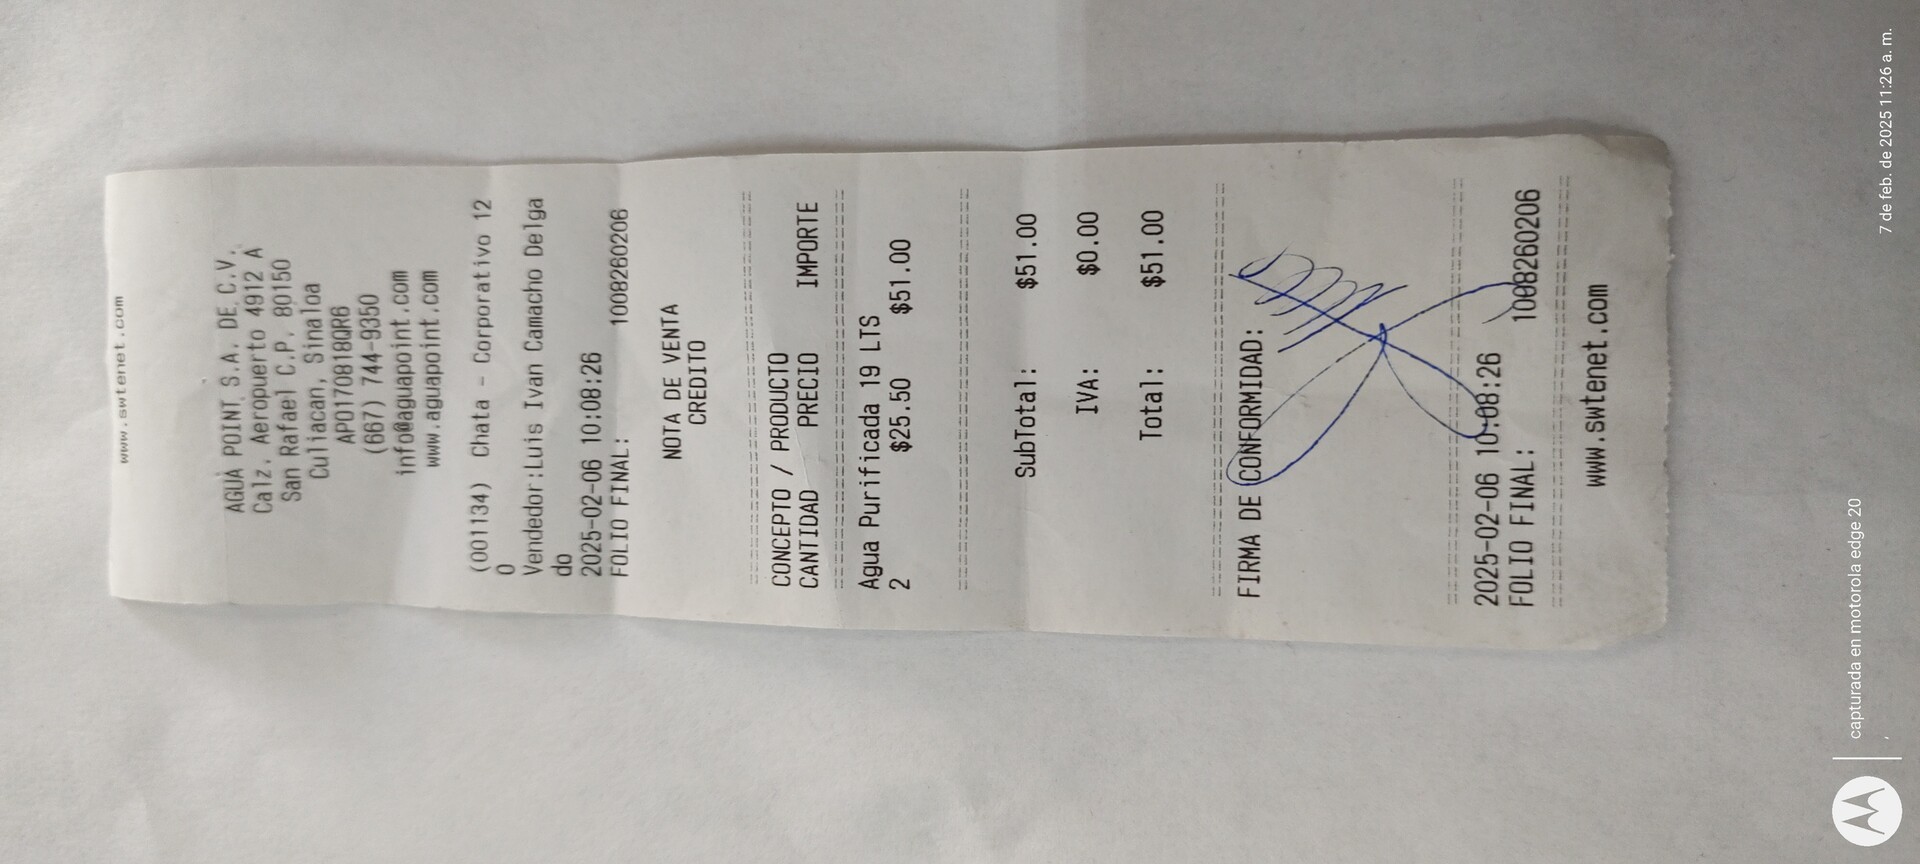 www.swtenet.com
AGUA POINT S.A. DE C.V.
Calz. Aeropuerto 4912 A
San Rafael C.P. 80150
Culiacan, Sinaloa
APO170818QR6
(667) 744-9350
info@aguapoint.com
www.aguapoint.com
(001134) Chata - Corporativo 12
0
Vendedor:Luis Ivan Camacho Delga
do
2025-02-06 10:08:26
FOLIO FINAL: 1008260206
NOTA DE VENTA
CREDITO
CONCEPTO / PRODUCTO
CANTIDAD PRECIO IMPORTE
Agua Purificada 19 LTS
2 $25.50 $51.00
SubTotal: $51.00
IVA: $0.00
Total: $51.00
FIRMA DE CONFORMIDAD:
2025-02-06 10:08:26
FOLIO FINAL: 1008260206
www.swtenet.com
capturada en motorola edge 20
7 de feb. de 2025 11:26 a. m.